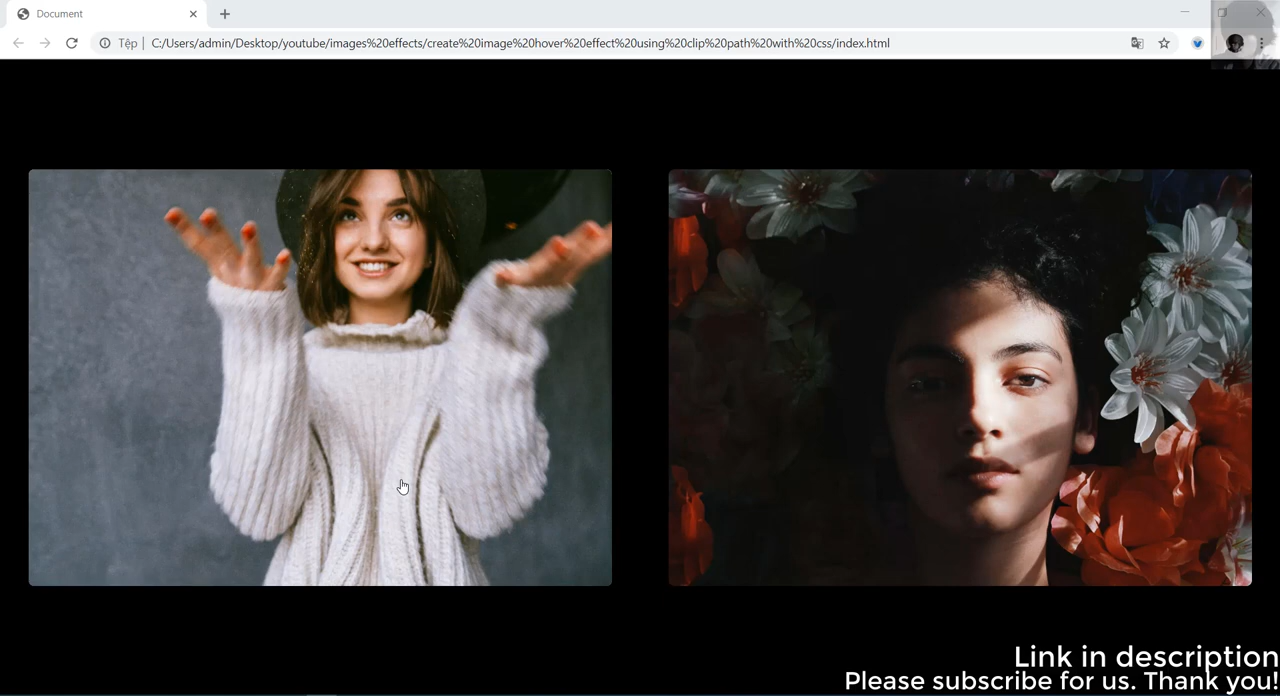 Document
Tệp
C:/Users/admin/Desktop/youtube/images%20effects/create%20image%20hover%20effect%20using%20clip%20path%20with%20css/index.html
Link in description
Please subscribe for us. Thank you!